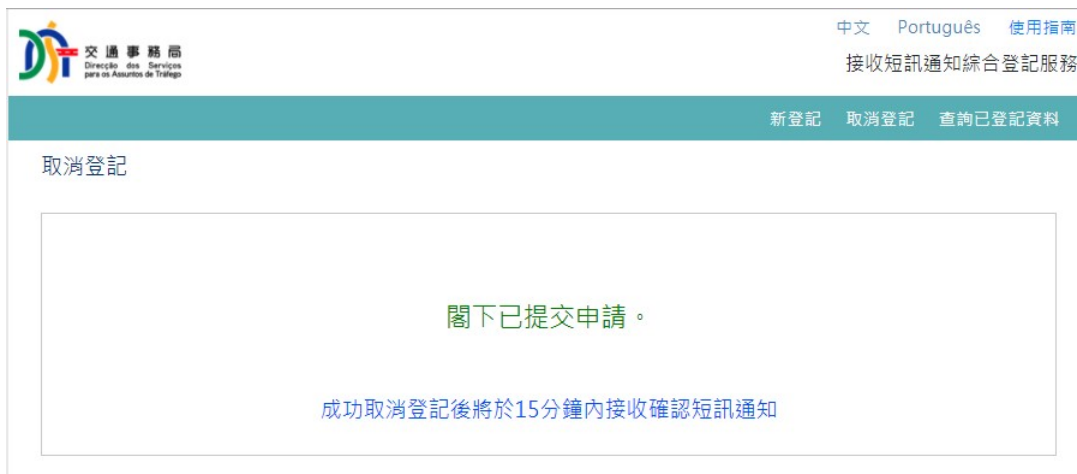 中文 Português 使用指南
交通事務局
Direcção dos Serviços
para os Assuntos de Tráfego
接收短訊通知綜合登記服務
新登記 取消登記 查詢已登記資料
取消登記
閣下已提交申請。
成功取消登記後將於15分鐘內接收確認短訊通知